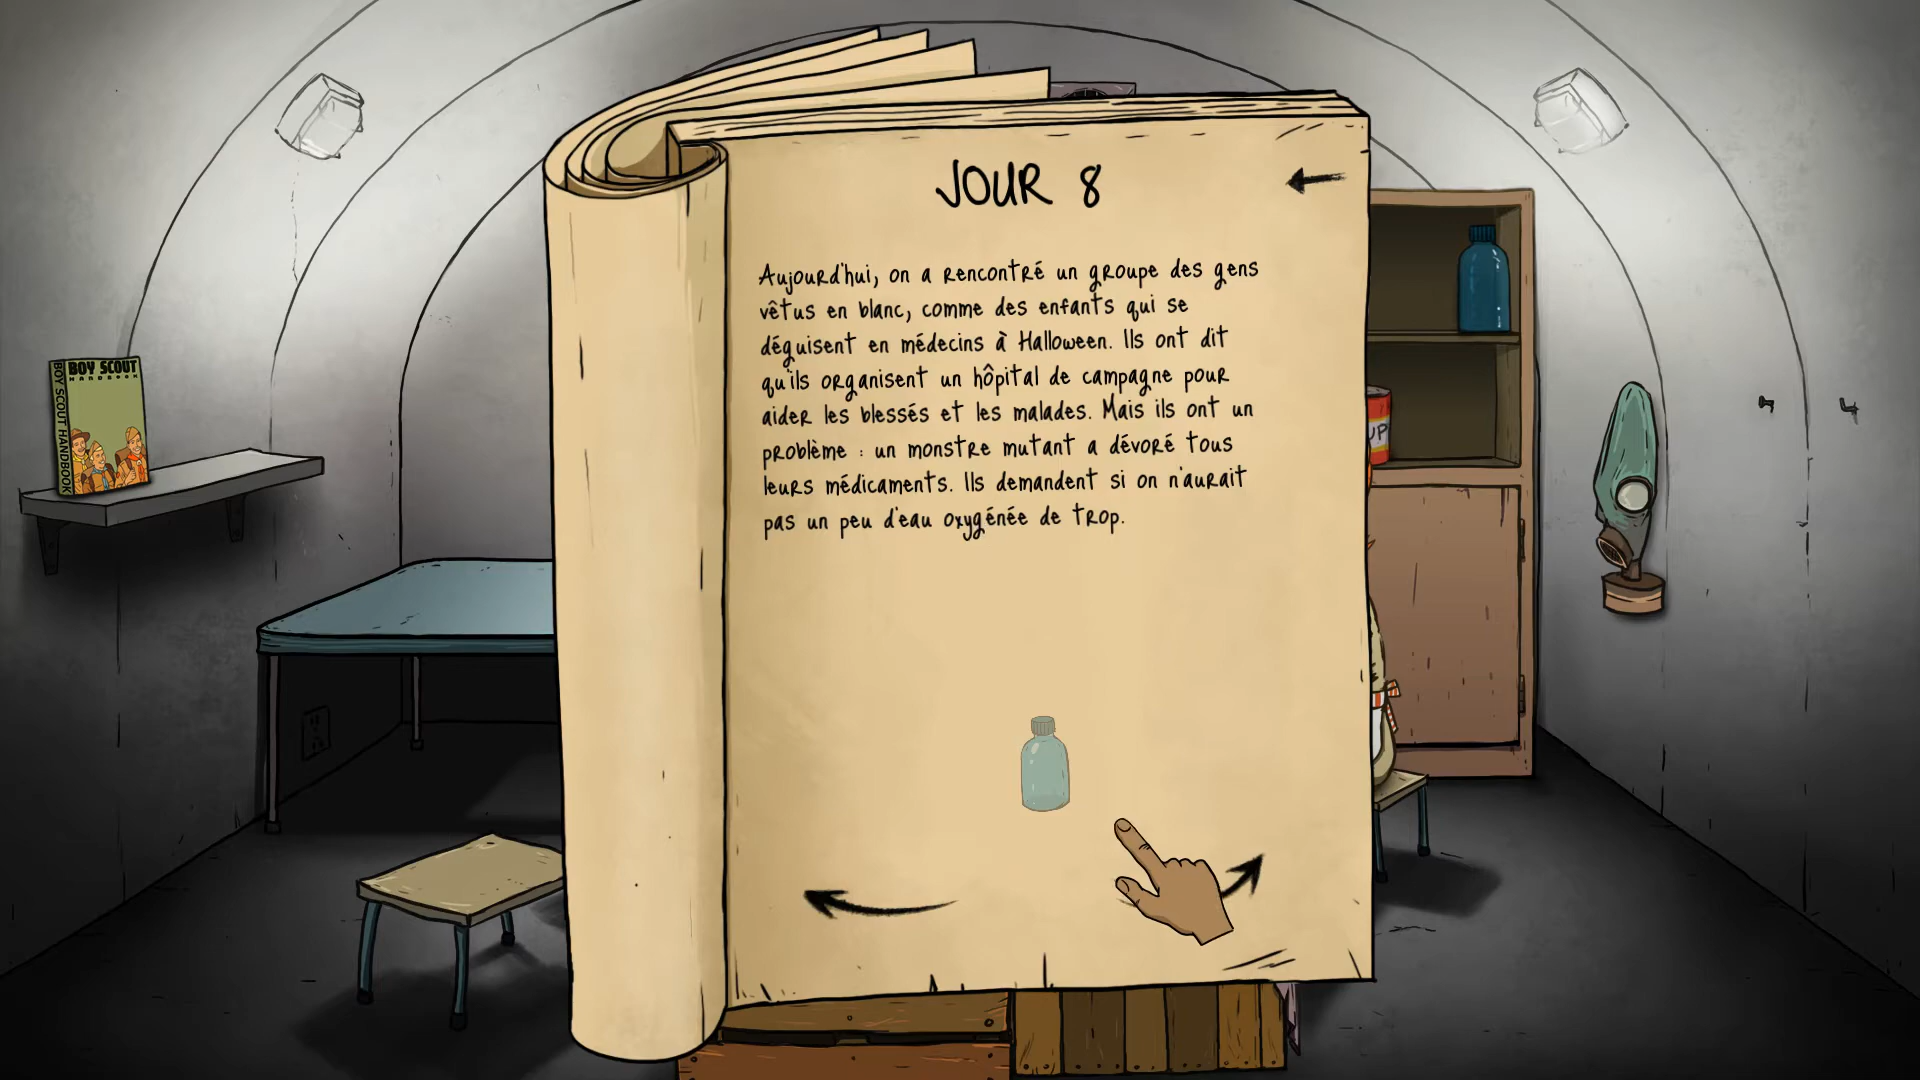 JOUR 8
Aujourd'hui, on a rencontré un groupe des gens
vêtus en blanc, comme des enfants qui se
déguisent en médecins à Halloween. Ils ont dit
qu'ils organisent un hôpital de campagne pour
aider les blessés et les malades. Mais ils ont un
problème : un monstre mutant a dévoré tous
leurs médicaments. Ils demandent si on n'aurait
pas un peu d'eau oxygénée de trop.
BOY SCOUT
HANDBOOK
BOY SCOUT HANDBOOK